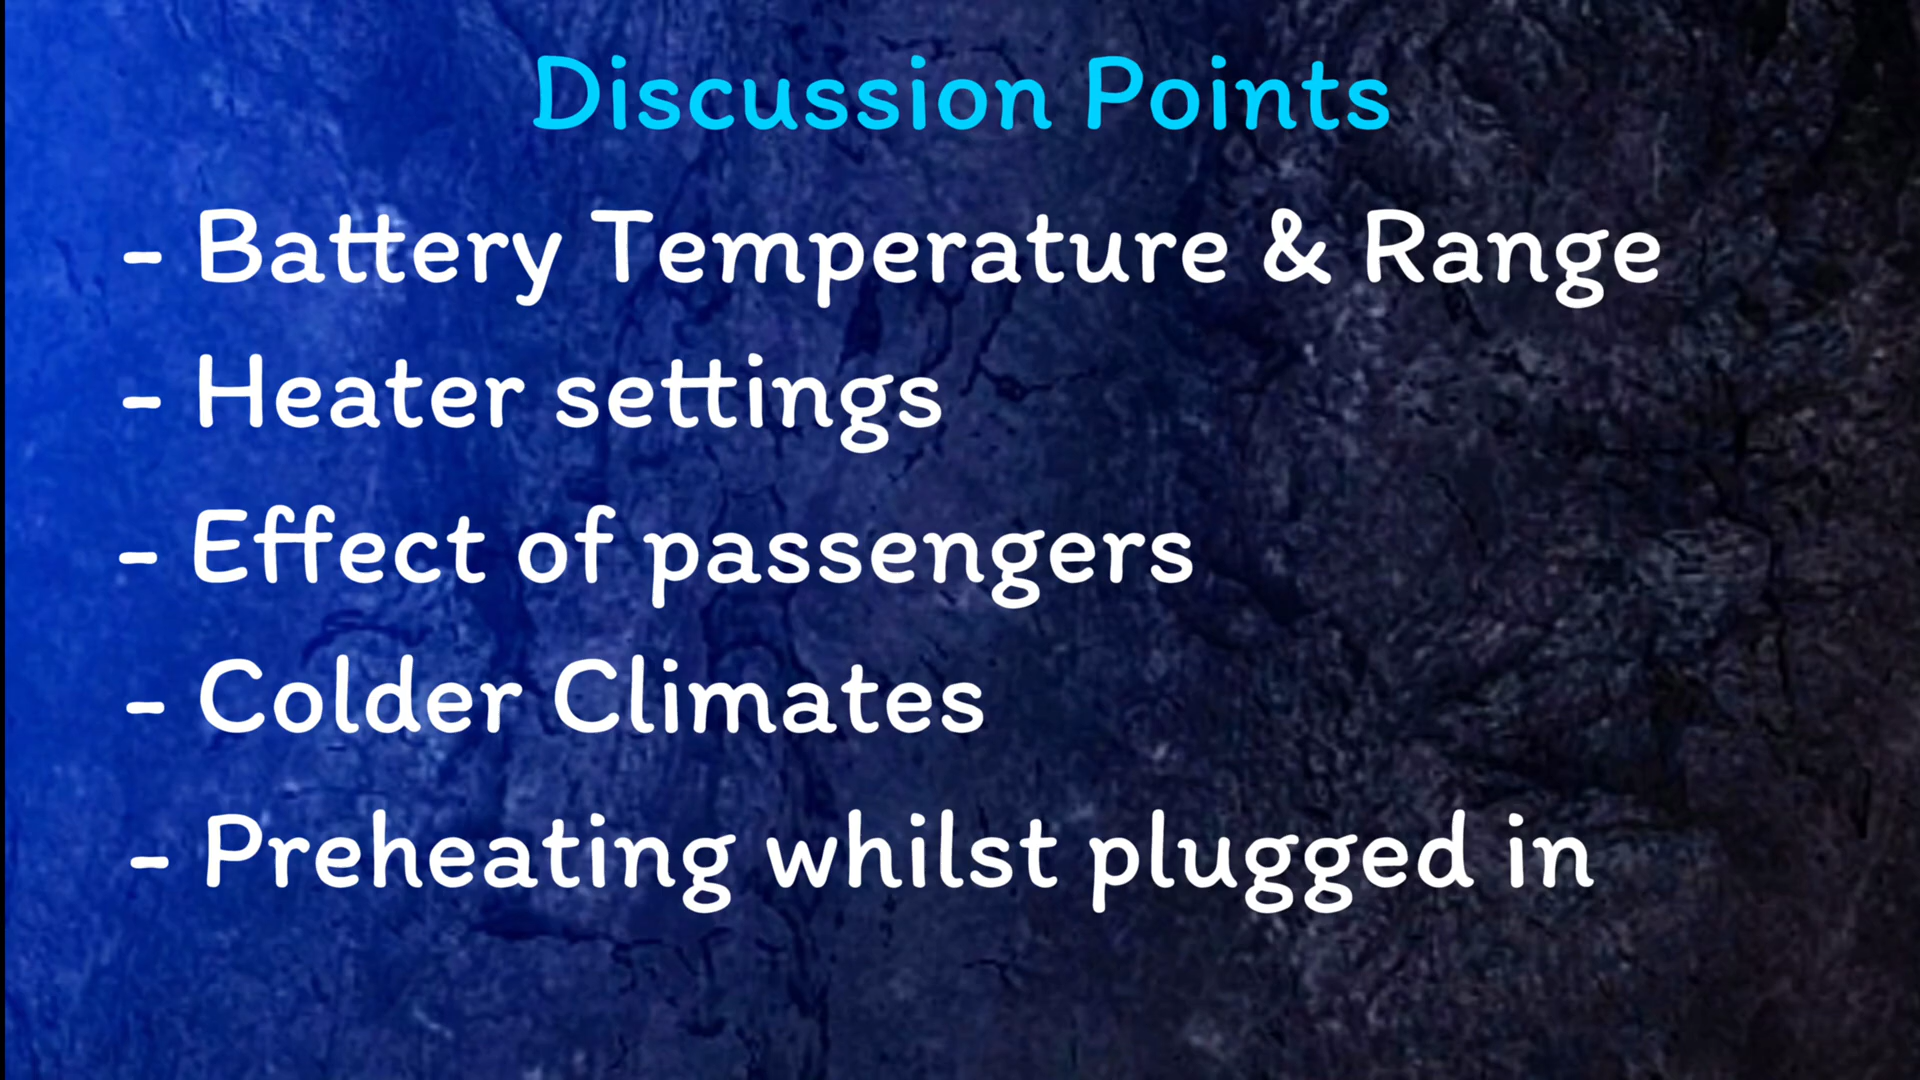 Discussion Points
- Battery Temperature & Range
- Heater settings
- Effect of passengers
- Colder Climates
- Preheating whilst plugged in